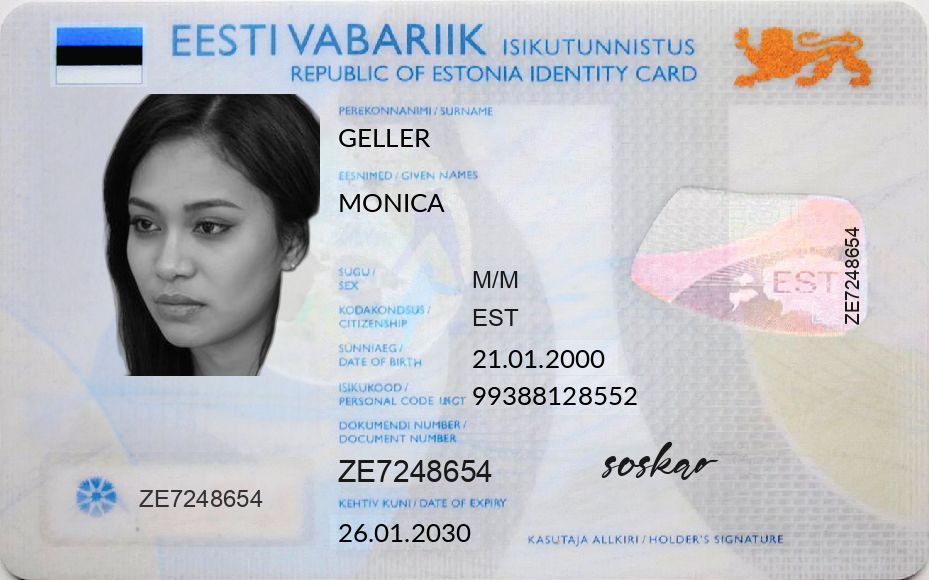 EESTI VABARIIK ISIKUTUNNISTUS
REPUBLIC OF ESTONIA IDENTITY CARD
PEREKONNANIMI / SURNAME
GELLER
EESNIMED / GIVEN NAMES
MONICA
SUGU /
SEX
M/M
KODAKONDSUS /
CITIZENSHIP
EST
SÜNNIAEG /
DATE OF BIRTH
21.01.2000
ISIKUKOOD /
PERSONAL CODE
99388128552
DOKUMENDI NUMBER /
DOCUMENT NUMBER
ZE7248654
KEHTIV KUNI / DATE OF EXPIRY
26.01.2030
ZE7248654
EST
ZE7248654
soskar
KASUTAJA ALLKIRI / HOLDER'S SIGNATURE